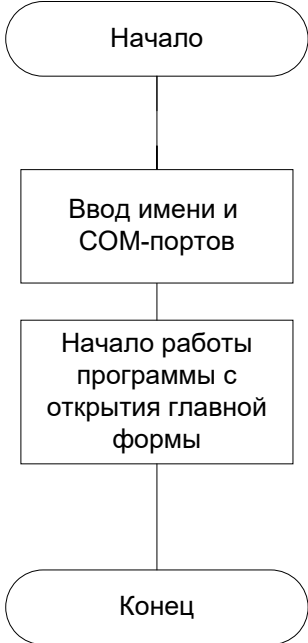 Начало
Ввод имени и
COM-портов
Начало работы
программы с
открытия главной
формы
Конец